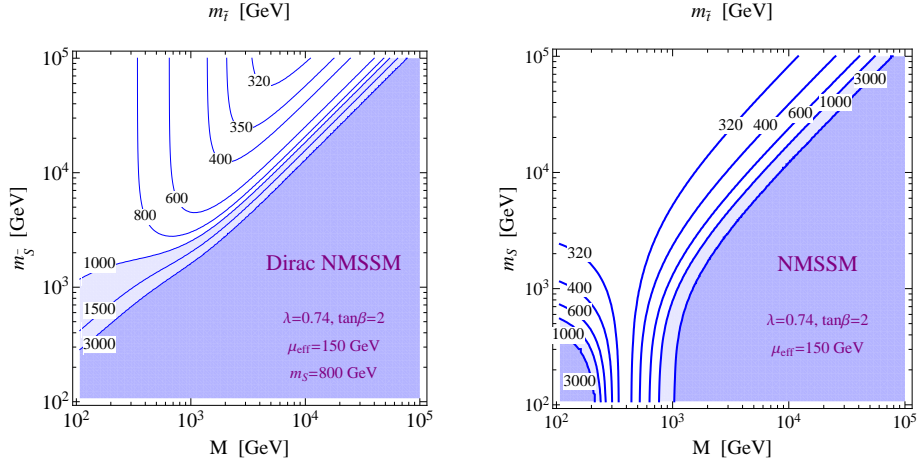 m_t̃ [GeV]
10^5
10^4
10^3
10^2
m_S̄ [GeV]
320
350
400
600
800
1000
1500
3000
Dirac NMSSM
λ=0.74, tanβ=2
μ_eff=150 GeV
m_S=800 GeV
10^2 10^3 10^4 10^5
M [GeV]
m_t̃ [GeV]
10^5
10^4
10^3
10^2
m_S [GeV]
320 400 600 1000 3000
320
400
600
1000
3000
NMSSM
λ=0.74, tanβ=2
μ_eff=150 GeV
10^2 10^3 10^4 10^5
M [GeV]